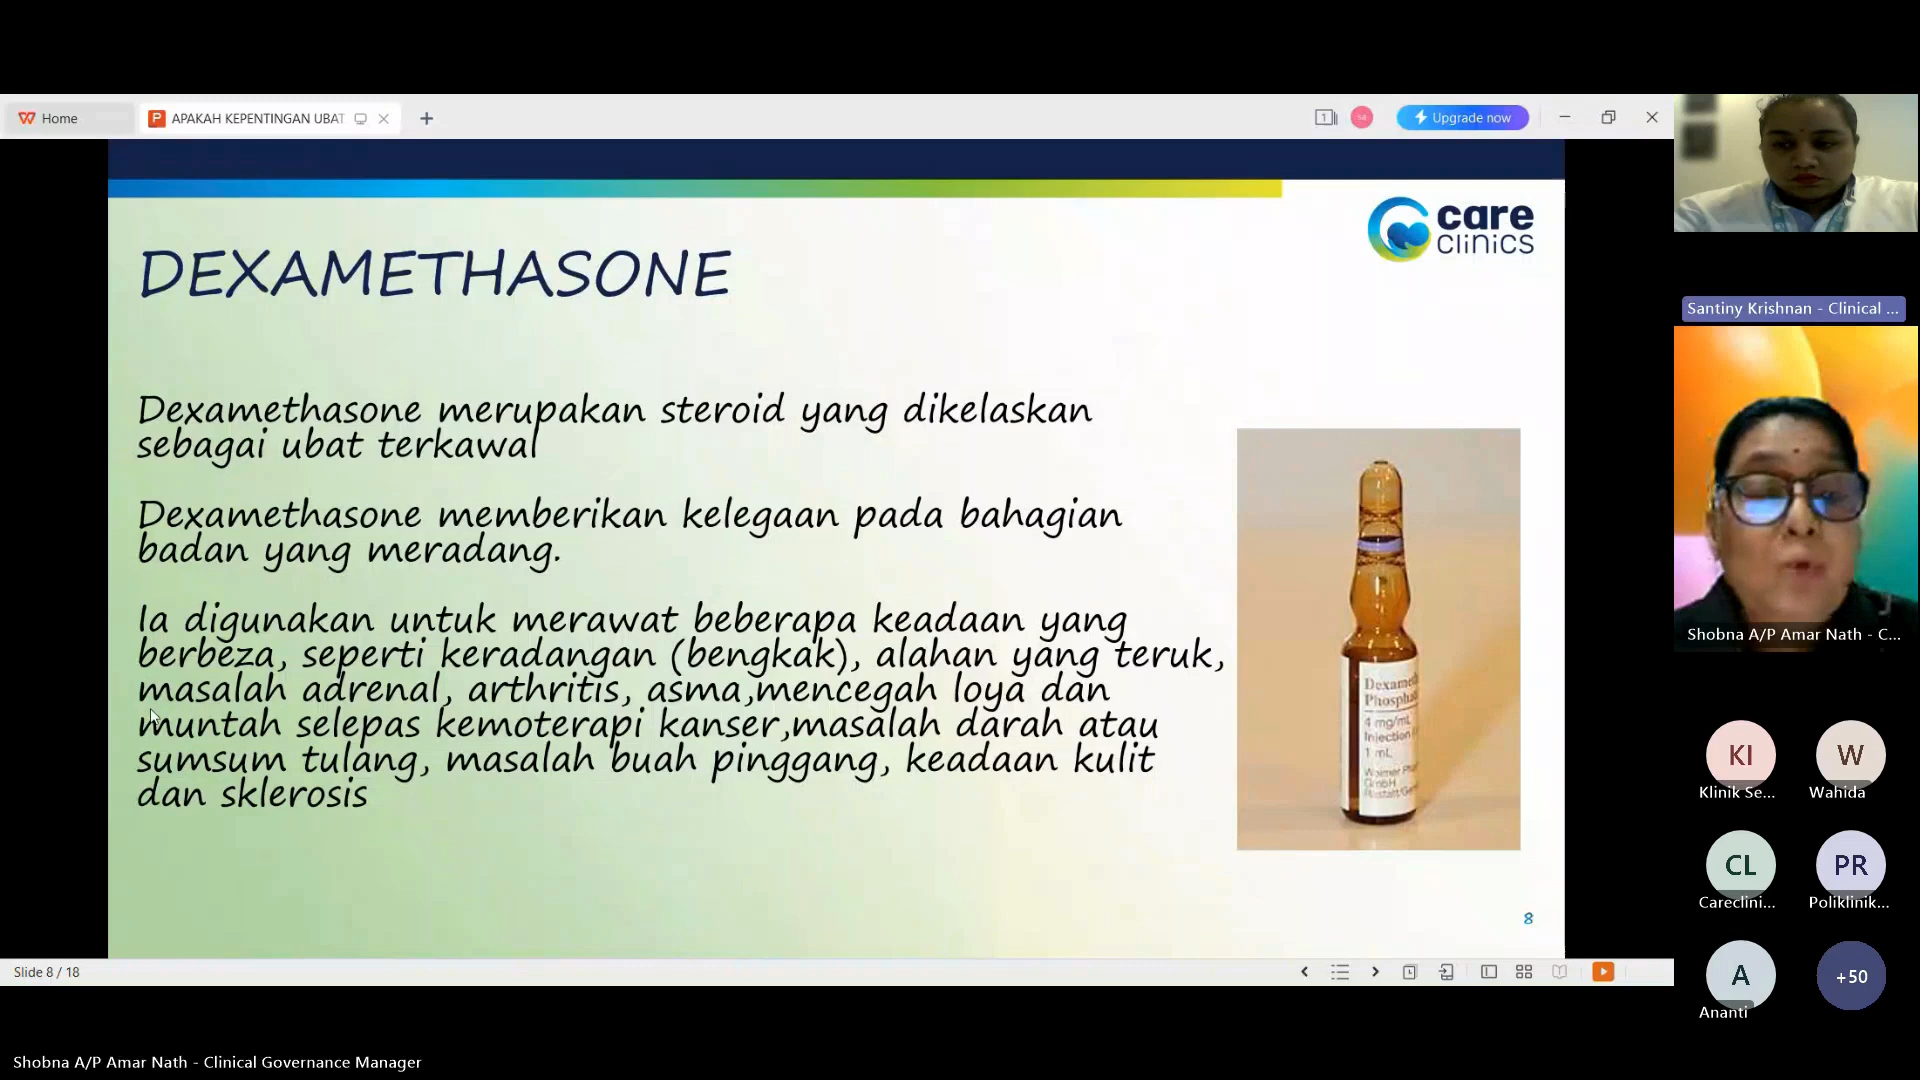 Home
APAKAH KEPENTINGAN UBAT
1
Upgrade now
care
clinics
DEXAMETHASONE
Dexamethasone merupakan steroid yang dikelaskan
sebagai ubat terkawal
Dexamethasone memberikan kelegaan pada bahagian
badan yang meradang.
Ia digunakan untuk merawat beberapa keadaan yang
berbeza, seperti keradangan (bengkak), alahan yang teruk,
masalah adrenal, arthritis, asma,mencegah loya dan
muntah selepas kemoterapi kanser,masalah darah atau
sumsum tulang, masalah buah pinggang, keadaan kulit
dan sklerosis
Dexameth
Phospha
4 mg/mL
Injection
1 mL
GmbH
8
Slide 8 / 18
Santiny Krishnan - Clinical ...
Shobna A/P Amar Nath - C...
KI
Klinik Se...
W
Wahida
CL
Careclini...
PR
Poliklinik...
A
Ananti
+50
Shobna A/P Amar Nath - Clinical Governance Manager